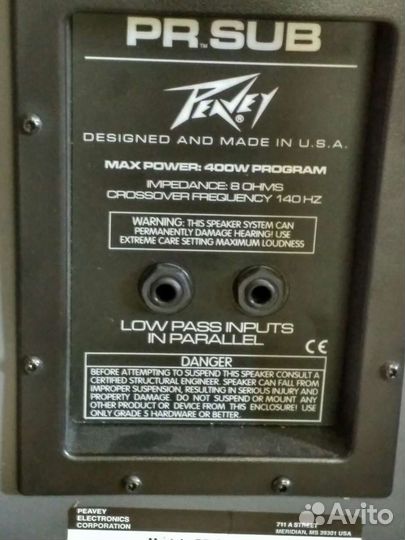 PR™SUB
PEAVEY®
DESIGNED AND MADE IN U.S.A.
MAX POWER: 400W PROGRAM
IMPEDANCE: 8 OHMS
CROSSOVER FREQUENCY 140 HZ
WARNING: THIS SPEAKER SYSTEM CAN
PERMANENTLY DAMAGE HEARING! USE
EXTREME CARE SETTING MAXIMUM LOUDNESS
LOW PASS INPUTS
IN PARALLEL
CE
DANGER
BEFORE ATTEMPTING TO SUSPEND THIS SPEAKER CONSULT A
CERTIFIED STRUCTURAL ENGINEER. SPEAKER CAN FALL FROM
IMPROPER SUSPENSION, RESULTING IN SERIOUS INJURY AND
PROPERTY DAMAGE. DO NOT SUSPEND OR MOUNT ANY
OTHER PRODUCT OR DEVICE FROM THIS ENCLOSURE! USE
ONLY GRADE 5 HARDWARE OR BETTER.
PEAVEY
ELECTRONICS
CORPORATION
711 A STREET
MERIDIAN, MS 39301 USA
Avito